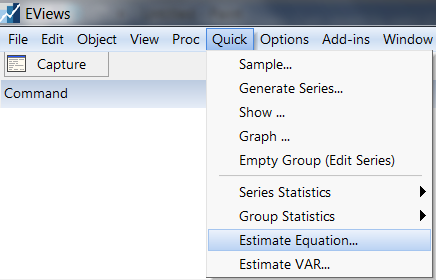 EViews
File Edit Object View Proc Quick Options Add-ins Window
Capture
Command
Sample...
Generate Series...
Show ...
Graph ...
Empty Group (Edit Series)
Series Statistics
Group Statistics
Estimate Equation...
Estimate VAR...